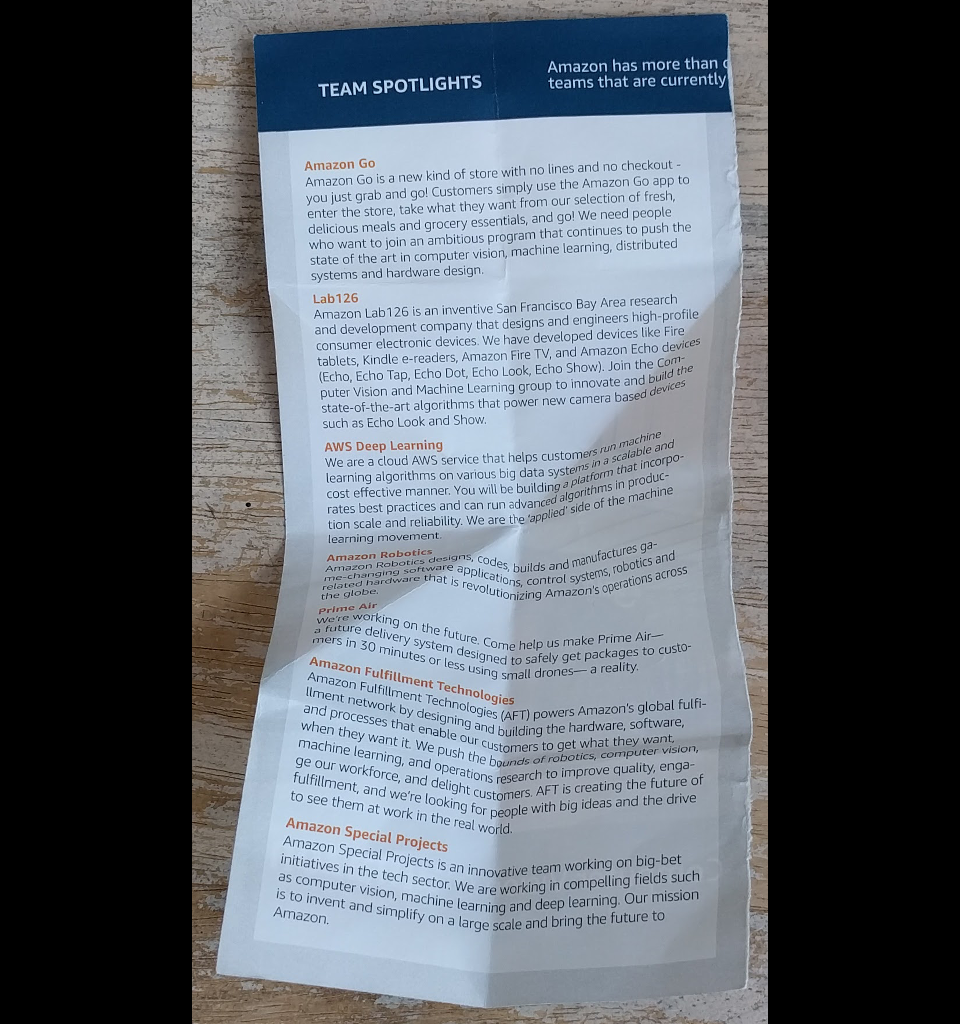 TEAM SPOTLIGHTS
Amazon has more than
teams that are currently
Amazon Go
Amazon Go is a new kind of store with no lines and no checkout -
you just grab and go! Customers simply use the Amazon Go app to
enter the store, take what they want from our selection of fresh,
delicious meals and grocery essentials, and go! We need people
who want to join an ambitious program that continues to push the
state of the art in computer vision, machine learning, distributed
systems and hardware design.
Lab126
Amazon Lab126 is an inventive San Francisco Bay Area research
and development company that designs and engineers high-profile
consumer electronic devices. We have developed devices like Fire
tablets, Kindle e-readers, Amazon Fire TV, and Amazon Echo devices
(Echo, Echo Tap, Echo Dot, Echo Look, Echo Show). Join the Com-
puter Vision and Machine Learning group to innovate and build the
state-of-the-art algorithms that power new camera based devices
such as Echo Look and Show.
AWS Deep Learning
We are a cloud AWS service that helps customers run machine
learning algorithms on various big data systems in a scalable and
cost effective manner. You will be building a platform that incorpo-
rates best practices and can run advanced algorithms in produc-
tion scale and reliability. We are the 'applied' side of the machine
learning movement.
Amazon Robotics
Amazon Robotics designs, codes, builds and manufactures ga-
me-changing software applications, control systems, robotics and
related hardware that is revolutionizing Amazon's operations across
the globe.
Prime Air
We're working on the future. Come help us make Prime Air—
a future delivery system designed to safely get packages to custo-
mers in 30 minutes or less using small drones— a reality.
Amazon Fulfillment Technologies
Amazon Fulfillment Technologies (AFT) powers Amazon's global fulfi-
llment network by designing and building the hardware, software,
and processes that enable our customers to get what they want,
when they want it. We push the bounds of robotics, computer vision,
machine learning, and operations research to improve quality, enga-
ge our workforce, and delight customers. AFT is creating the future of
fulfillment, and we're looking for people with big ideas and the drive
to see them at work in the real world.
Amazon Special Projects
Amazon Special Projects is an innovative team working on big-bet
initiatives in the tech sector. We are working in compelling fields such
as computer vision, machine learning and deep learning. Our mission
is to invent and simplify on a large scale and bring the future to
Amazon.